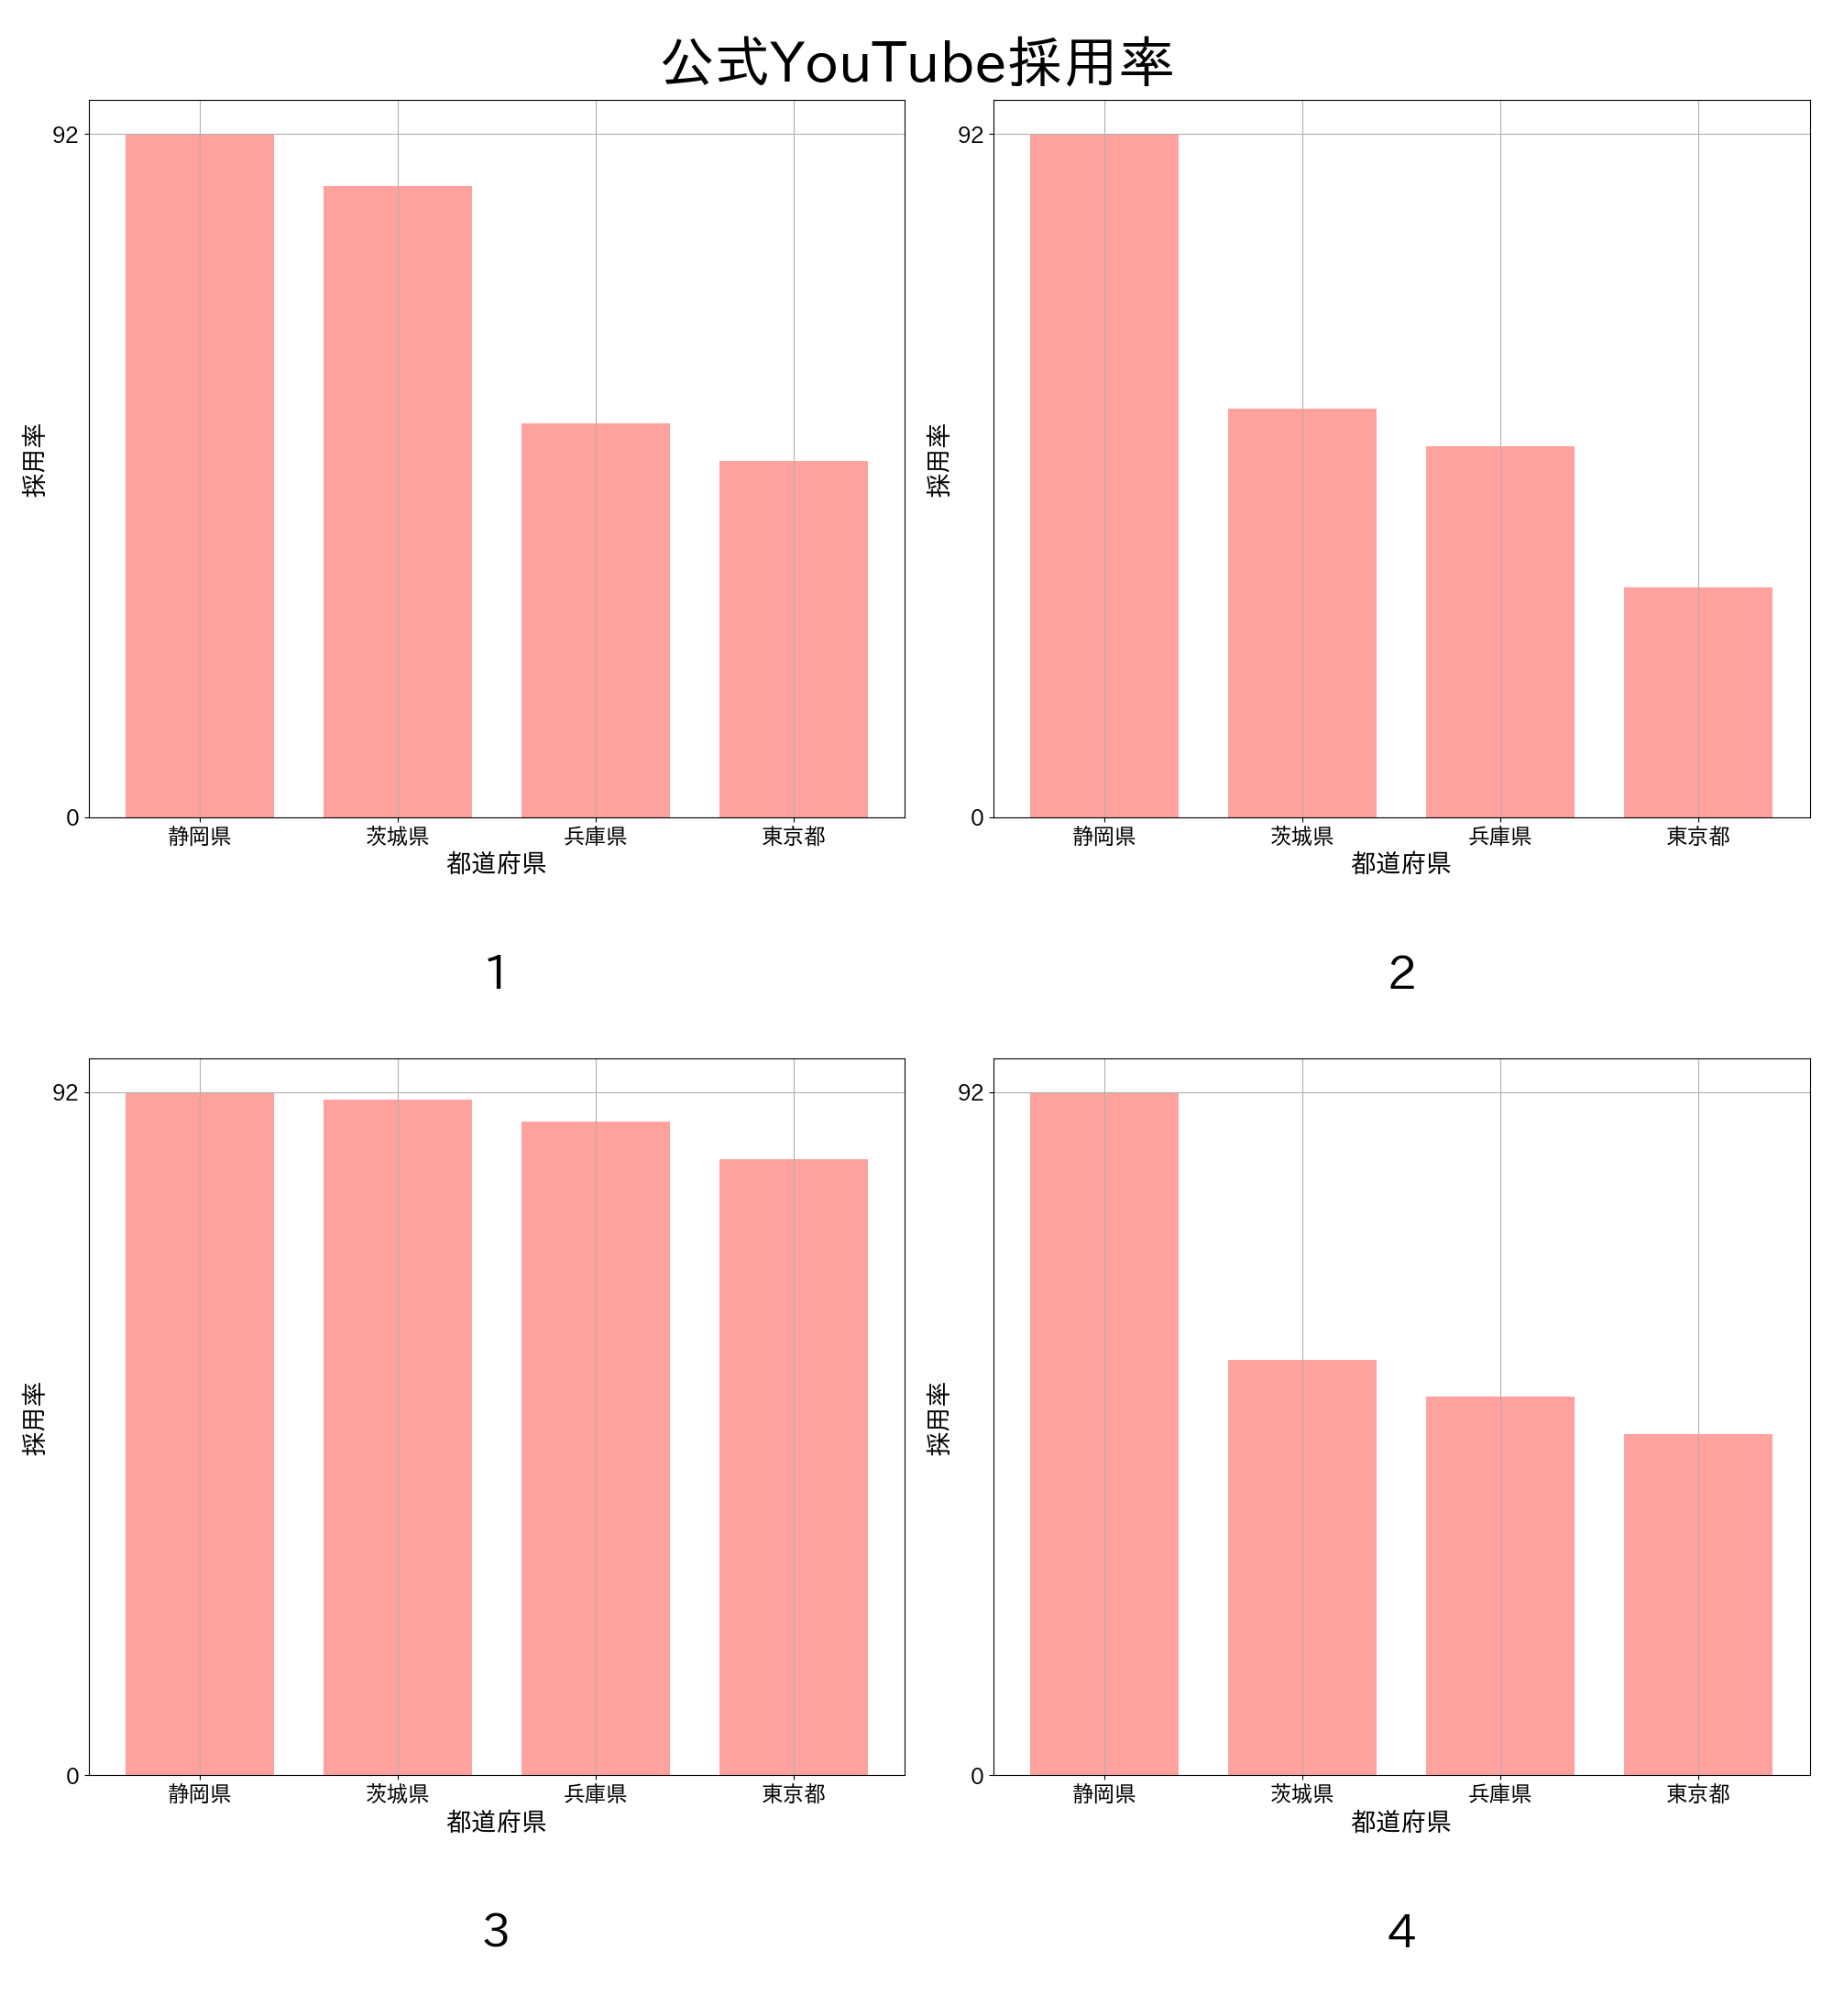 公式YouTube採用率
92
0
採用率
静岡県 茨城県 兵庫県 東京都
都道府県
1
92
0
採用率
静岡県 茨城県 兵庫県 東京都
都道府県
2
92
0
採用率
静岡県 茨城県 兵庫県 東京都
都道府県
3
92
0
採用率
静岡県 茨城県 兵庫県 東京都
都道府県
4